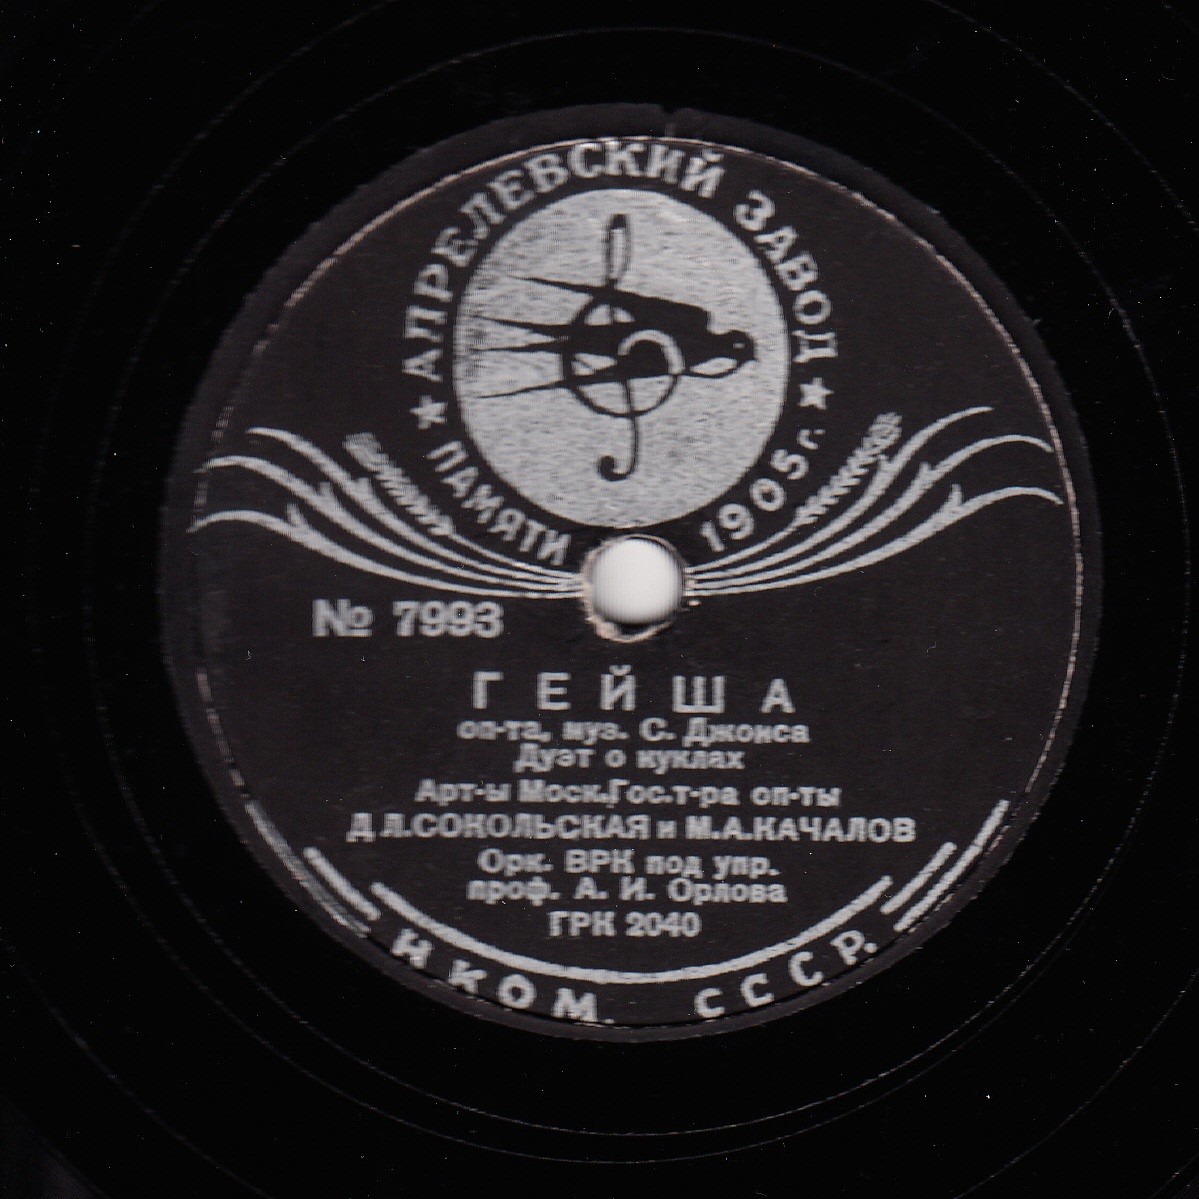 ★ АПРЕЛЕВСКИЙ ЗАВОД ★
ПАМЯТИ 1905 г.
№ 7993
ГЕЙША
оп-та, муз. С. Джонса
Дуэт о куклах
Арт-ы Моск.Гос.т-ра оп-ты
Д Л.СОКОЛЬСКАЯ и М.А.КАЧАЛОВ
Орк. ВРК под упр.
проф. А. И. Орлова
ГРК 2040
НКОМ. СССР.